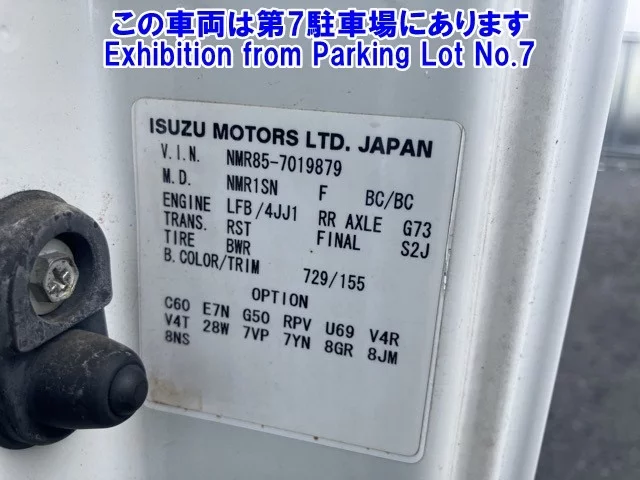 この車両は第7駐車場にあります
Exhibition from Parking Lot No.7
ISUZU MOTORS LTD. JAPAN
V.I.N. NMR85-7019879
M.D. NMR1SN F BC/BC
ENGINE LFB/4JJ1 RR AXLE G73
TRANS. RST FINAL S2J
TIRE BWR
B.COLOR/TRIM 729/155
OPTION
C60 E7N G50 RPV U69 V4R
V4T 28W 7VP 7YN 8GR 8JM
8NS